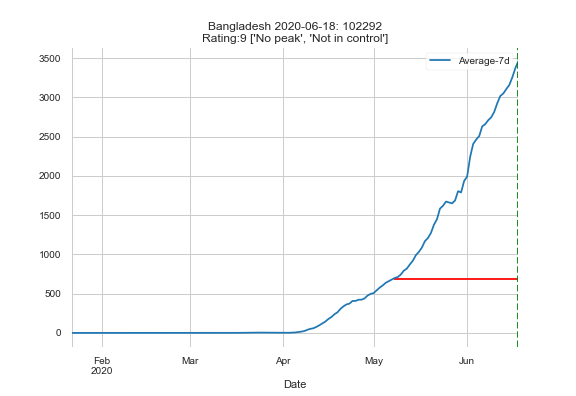 Bangladesh 2020-06-18: 102292
Rating:9 ['No peak', 'Not in control']
Average-7d
3500
3000
2500
2000
1500
1000
500
0
Feb Mar Apr May Jun
2020
Date